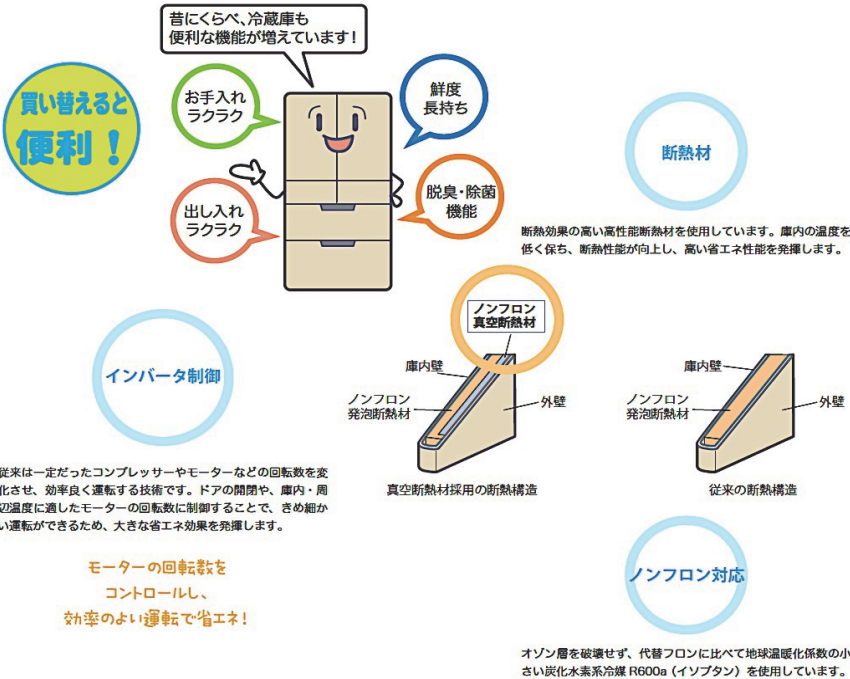 昔にくらべ、冷蔵庫も
便利な機能が増えています！
買い替えると
便利！
お手入れ
ラクラク
鮮度
長持ち
出し入れ
ラクラク
脱臭・除菌
機能
断熱材
断熱効果の高い高性能断熱材を使用しています。庫内の温度を
低く保ち、断熱性能が向上し、高い省エネ性能を発揮します。
ノンフロン
真空断熱材
庫内壁
ノンフロン
発泡断熱材
外壁
真空断熱材採用の断熱構造
庫内壁
ノンフロン
発泡断熱材
外壁
従来の断熱構造
インバータ制御
従来は一定だったコンプレッサーやモーターなどの回転数を変
化させ、効率良く運転する技術です。ドアの開閉や、庫内・周
辺温度に適したモーターの回転数に制御することで、きめ細か
い運転ができるため、大きな省エネ効果を発揮します。
モーターの回転数を
コントロールし、
効率のよい運転で省エネ！
ノンフロン対応
オゾン層を破壊せず、代替フロンに比べて地球温暖化係数の小
さい炭化水素系冷媒 R600a（イソブタン）を使用しています。